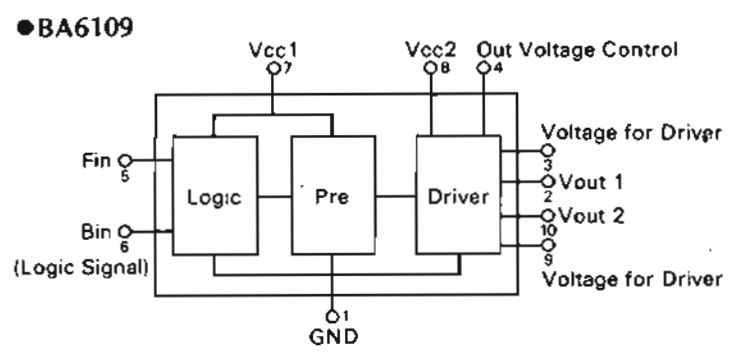 ●BA6109
Vcc1
7
Vcc2
8
Out Voltage Control
4
Fin
5
Bin
6
(Logic Signal)
Logic
Pre
Driver
Voltage for Driver
3
Vout 1
2
Vout 2
10
9
Voltage for Driver
1
GND